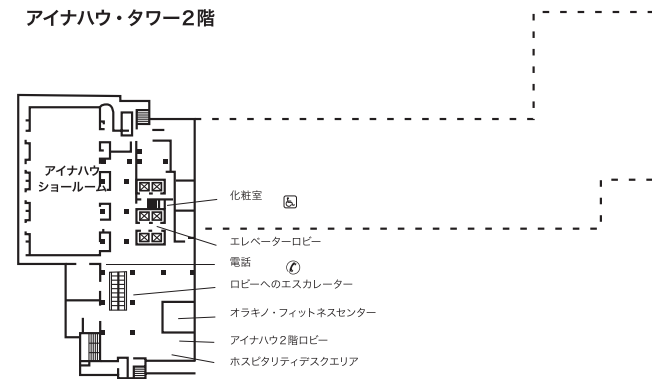 アイナハウ・タワー２階
アイナハウ
ショールーム
化粧室
エレベーターロビー
電話
ロビーへのエスカレーター
オラキノ・フィットネスセンター
アイナハウ２階ロビー
ホスピタリティデスクエリア